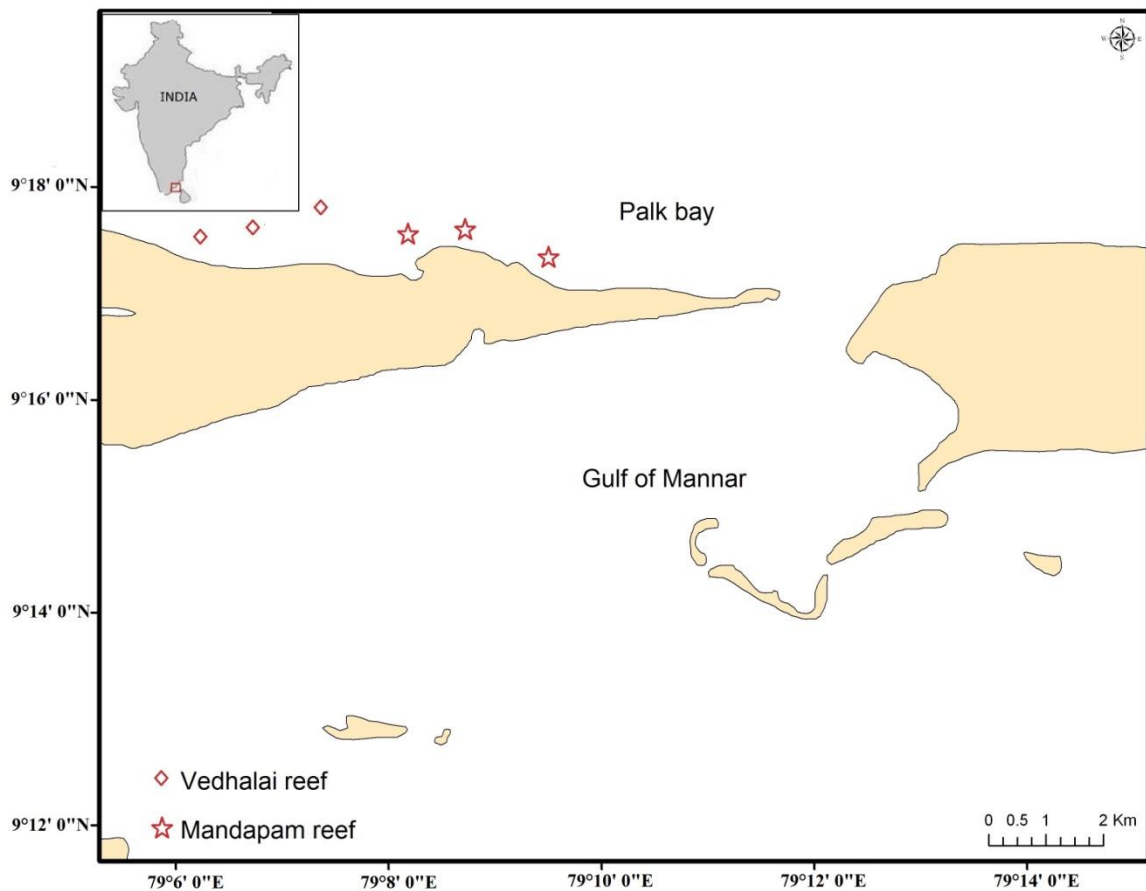 N
W E
S
INDIA
9°18' 0"N
Palk bay
9°16' 0"N
Gulf of Mannar
9°14' 0"N
Vedhalai reef
9°12' 0"N
Mandapam reef
0 0.5 1 2 Km
79°6' 0"E 79°8' 0"E 79°10' 0"E 79°12' 0"E 79°14' 0"E